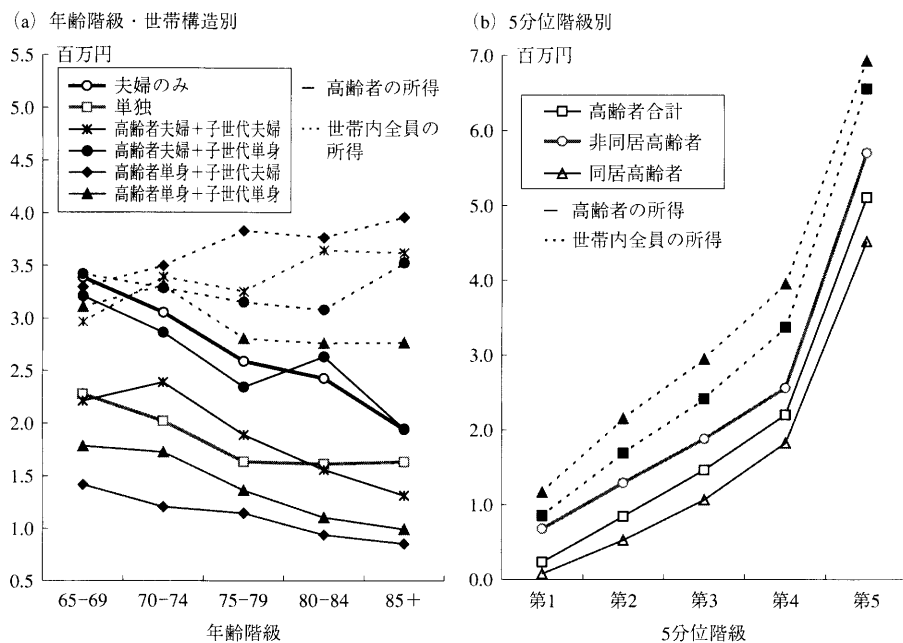 (a) 年齢階級・世帯構造別
百万円
5.5
5.0
4.5
4.0
3.5
3.0
2.5
2.0
1.5
1.0
0.5
夫婦のみ
単独
高齢者夫婦+子世代夫婦
高齢者夫婦+子世代単身
高齢者単身+子世代夫婦
高齢者単身+子世代単身
高齢者の所得
世帯内全員の
所得
65-69 70-74 75-79 80-84 85+
年齢階級
(b) 5分位階級別
百万円
7.0
6.0
5.0
4.0
3.0
2.0
1.0
0.0
高齢者合計
非同居高齢者
同居高齢者
高齢者の所得
世帯内全員の所得
第1 第2 第3 第4 第5
5分位階級